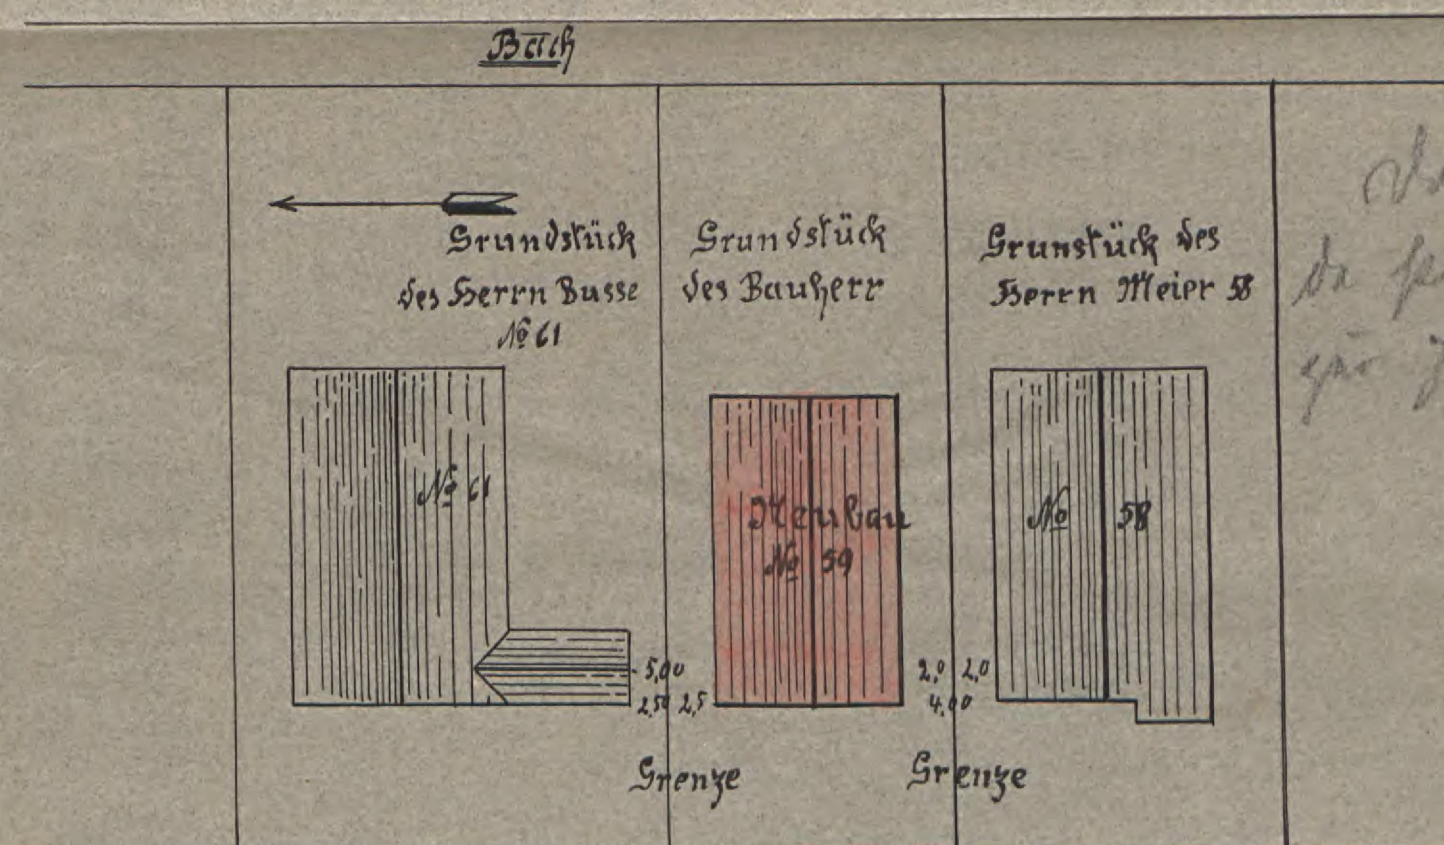 Bach
Grundstück
des Herrn Busse
No 61
Grundstück
des Bauherr
Grunstück des
Herrn Meier 58
No 61
Neubau
No 59
No 58
5,00
2,50 2,5
2,0 2,0
4,00
Grenze
Grenze
da